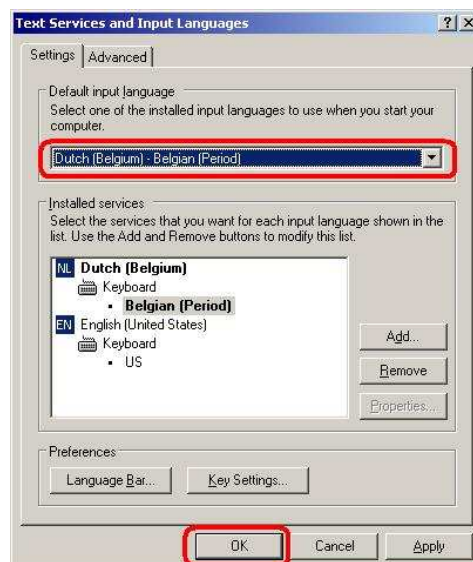 Text Services and Input Languages
Settings Advanced
Default input language
Select one of the installed input languages to use when you start your
computer.
Dutch (Belgium) - Belgian (Period)
Installed services
Select the services that you want for each input language shown in the
list. Use the Add and Remove buttons to modify this list.
NL Dutch (Belgium)
Keyboard
• Belgian (Period)
EN English (United States)
Keyboard
• US
Add...
Remove
Properties...
Preferences
Language Bar... Key Settings...
OK Cancel Apply